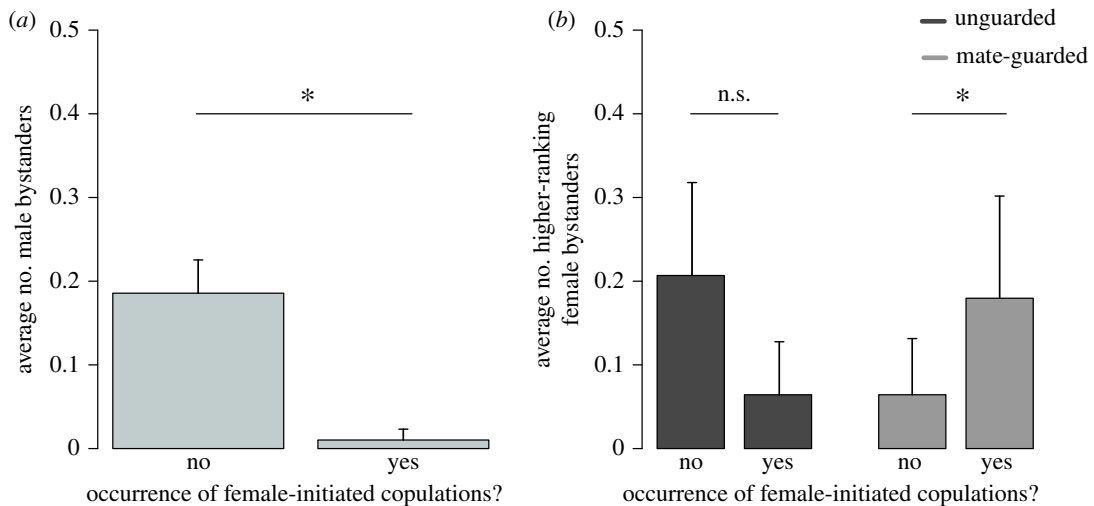 (a)
0.5
0.4
0.3
0.2
0.1
0
average no. male bystanders
*
no
yes
occurrence of female-initiated copulations?
(b)
unguarded
mate-guarded
0.5
0.4
0.3
0.2
0.1
0
average no. higher-ranking
female bystanders
n.s.
*
no
yes
no
yes
occurrence of female-initiated copulations?